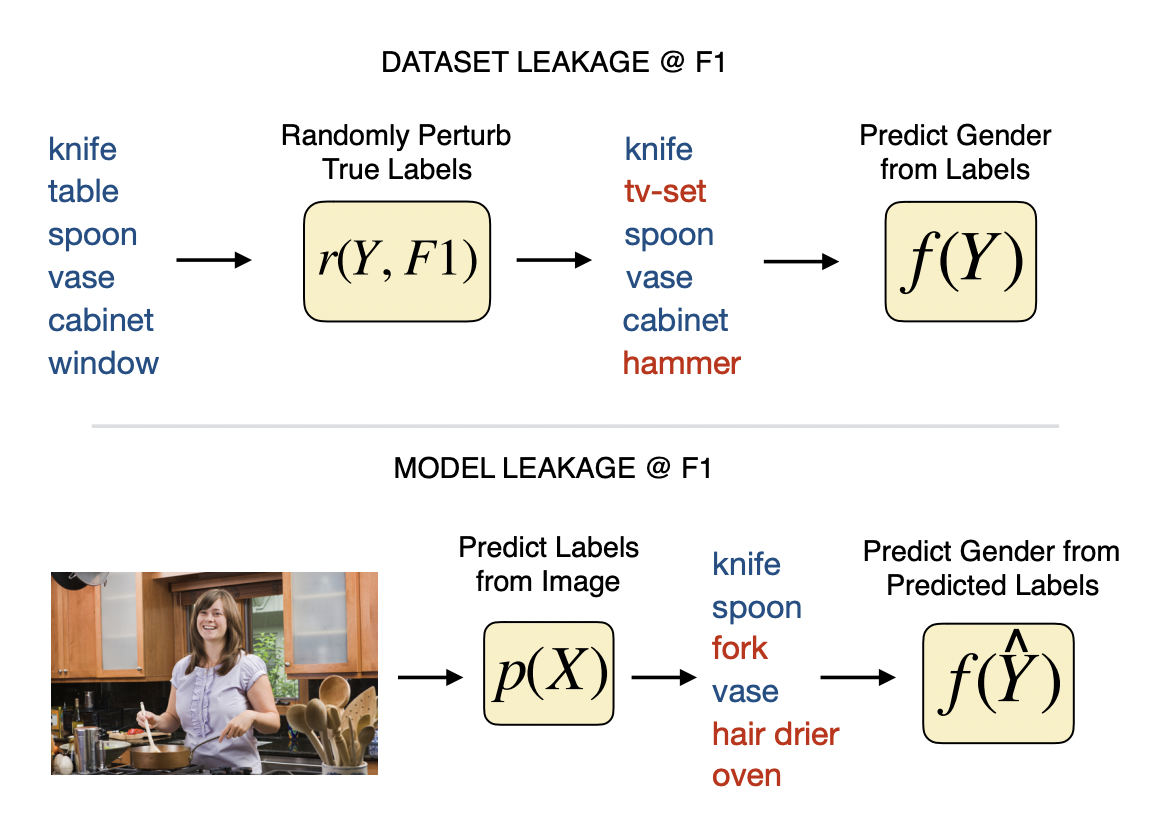 DATASET LEAKAGE @ F1
knife
table
spoon
vase
cabinet
window
Randomly Perturb
True Labels
r(Y, F1)
knife
tv-set
spoon
vase
cabinet
hammer
Predict Gender
from Labels
f(Y)
MODEL LEAKAGE @ F1
Predict Labels
from Image
p(X)
knife
spoon
fork
vase
hair drier
oven
Predict Gender from
Predicted Labels
f(Ŷ)